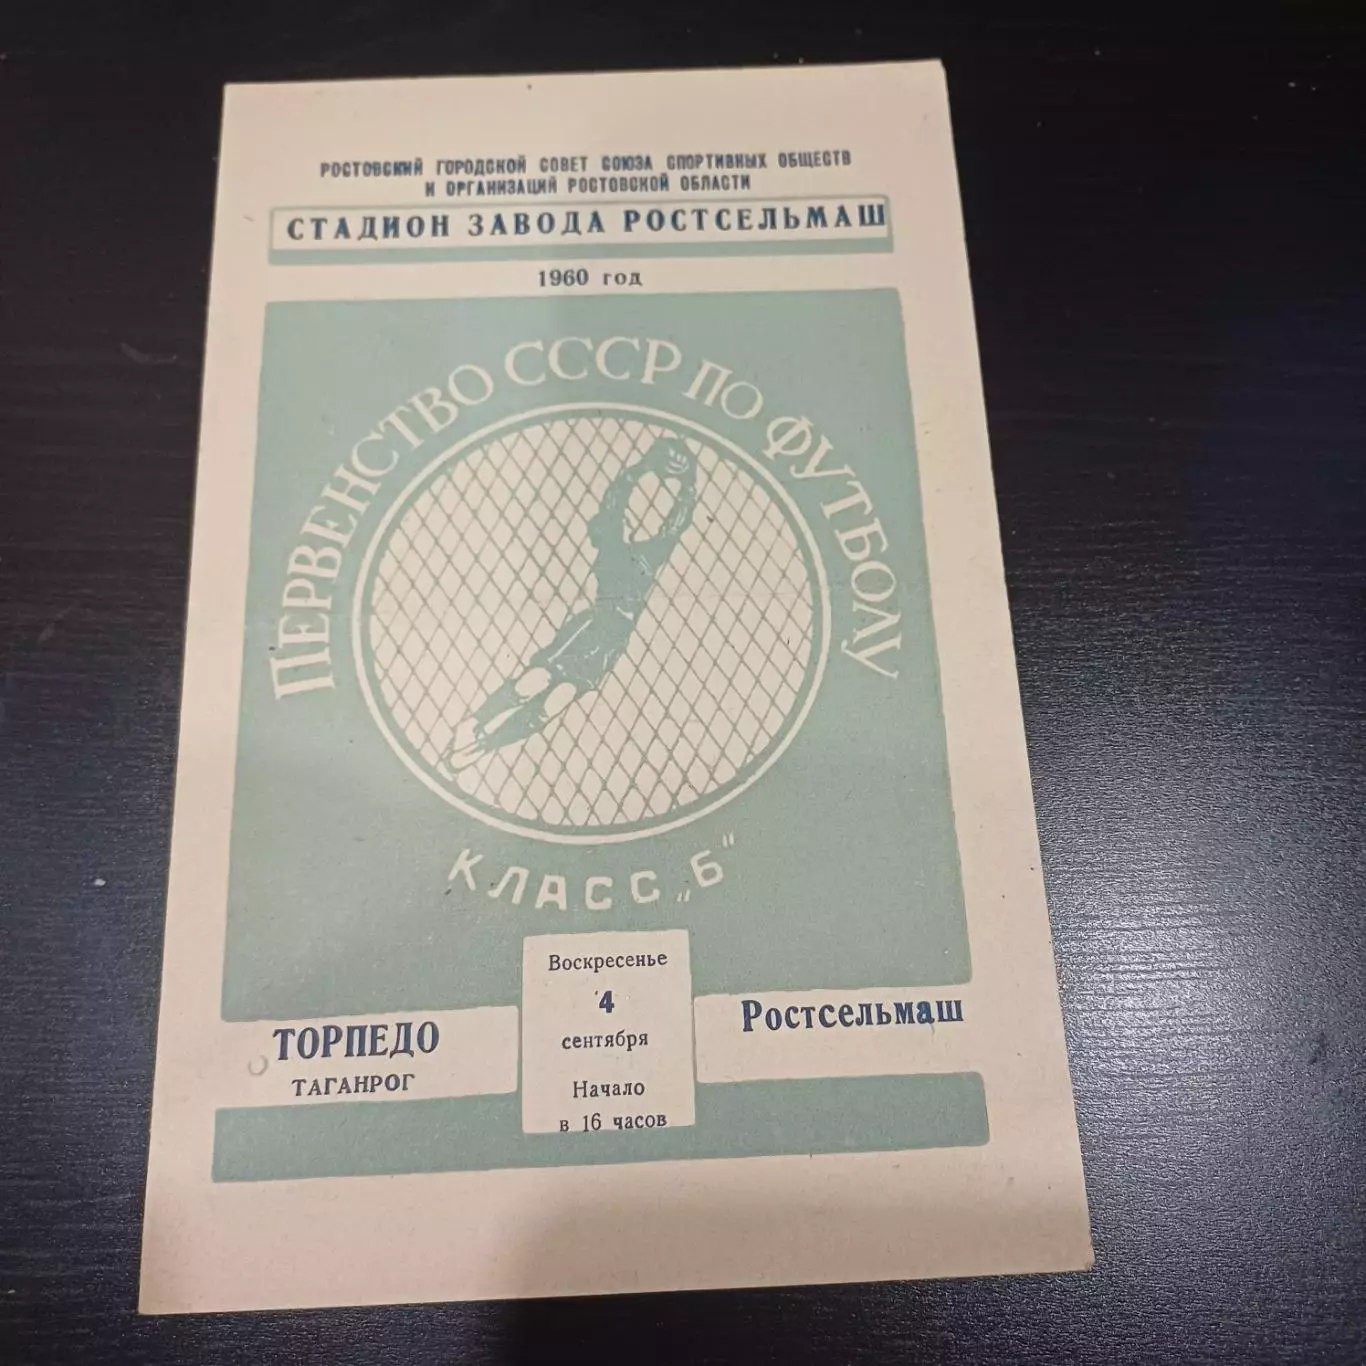 РОСТОВСКИЙ ГОРОДСКОЙ СОВЕТ СОЮЗА СПОРТИВНЫХ ОБЩЕСТВ
И ОРГАНИЗАЦИЙ РОСТОВСКОЙ ОБЛАСТИ
СТАДИОН ЗАВОДА РОСТСЕЛЬМАШ
1960 год
ПЕРВЕНСТВО СССР ПО ФУТБОЛУ
КЛАСС „Б"
Воскресенье
4
сентября
Начало
в 16 часов
ТОРПЕДО
ТАГАНРОГ
Ростсельмаш